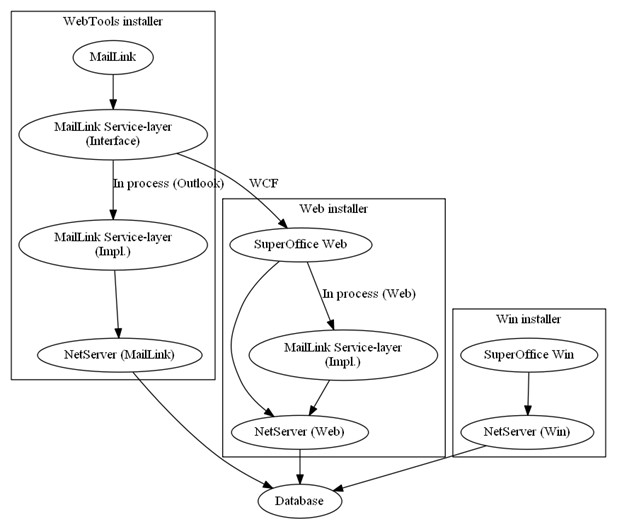 WebTools installer
MailLink
MailLink Service-layer
(Interface)
In process (Outlook)
WCF
MailLink Service-layer
(Impl.)
NetServer (MailLink)
Web installer
SuperOffice Web
In process (Web)
MailLink Service-layer
(Impl.)
NetServer (Web)
Win installer
SuperOffice Win
NetServer (Win)
Database